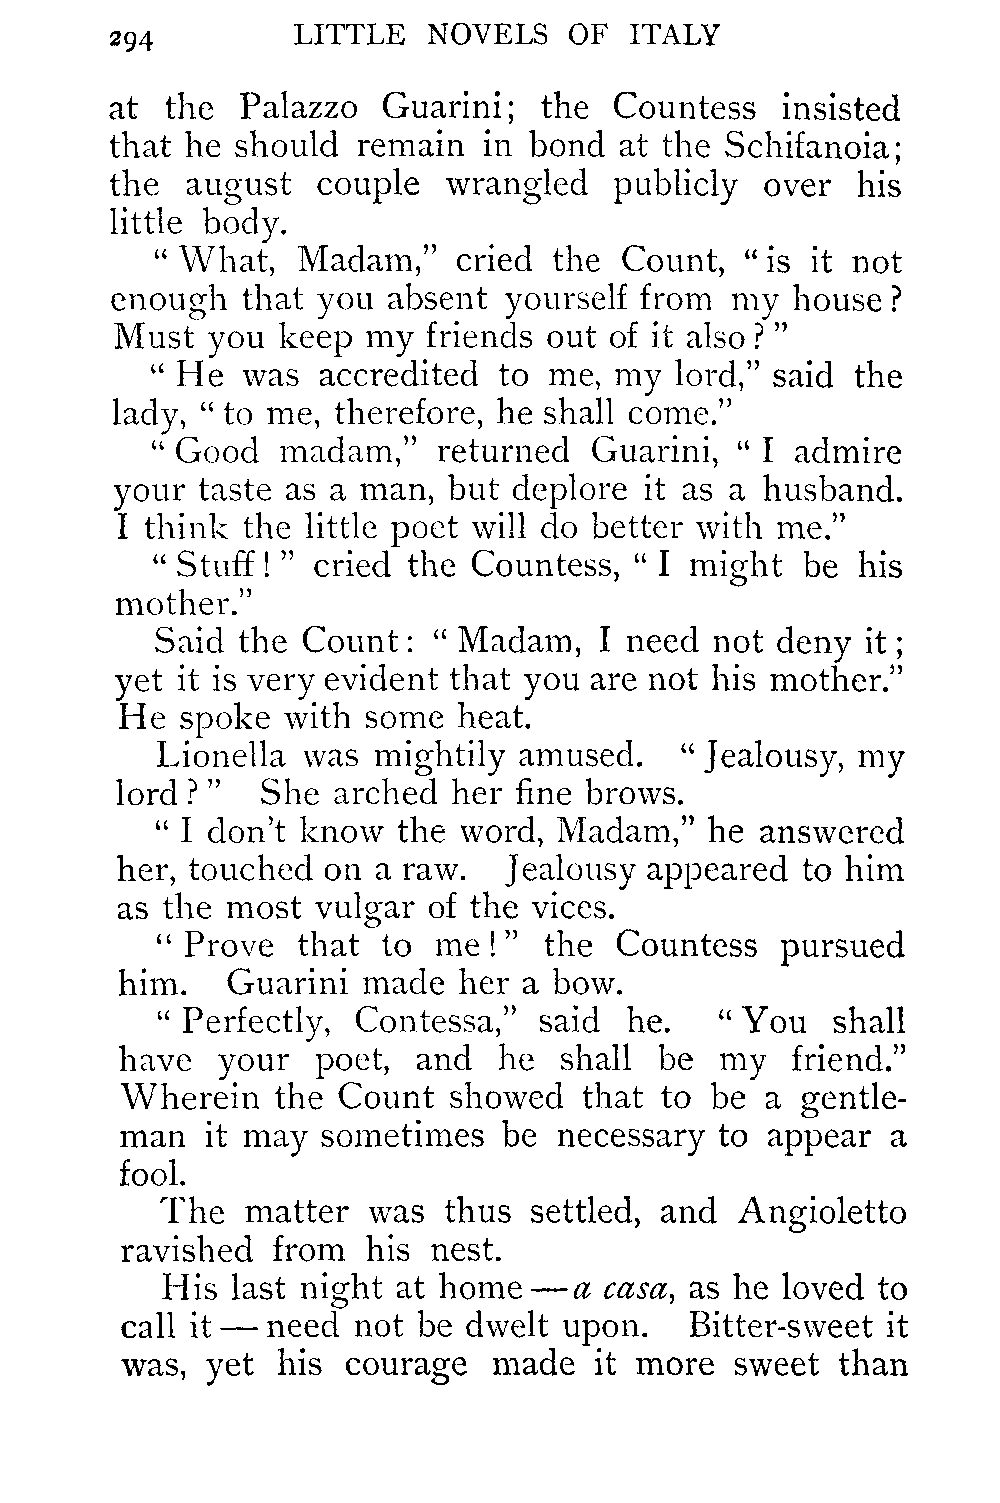 294 LITTLE NOVELS OF ITALY
at the Palazzo Guarini; the Countess insisted
that he should remain in bond at the Schifanoia;
the august couple wrangled publicly over his
little body.
“ What, Madam,” cried the Count, “ is it not
enough that you absent yourself from my house?
Must you keep my friends out of it also? ”
“ He was accredited to me, my lord,” said the
lady, “ to me, therefore, he shall come.”
“ Good madam,” returned Guarini, “ I admire
your taste as a man, but deplore it as a husband.
I think the little poet will do better with me.”
“ Stuff! ” cried the Countess, “ I might be his
mother.”
Said the Count: “ Madam, I need not deny it;
yet it is very evident that you are not his mother.”
He spoke with some heat.
Lionella was mightily amused. “ Jealousy, my
lord? ” She arched her fine brows.
“ I don't know the word, Madam,” he answered
her, touched on a raw. Jealousy appeared to him
as the most vulgar of the vices.
“ Prove that to me! ” the Countess pursued
him. Guarini made her a bow.
“ Perfectly, Contessa,” said he. “ You shall
have your poet, and he shall be my friend.”
Wherein the Count showed that to be a gentle-
man it may sometimes be necessary to appear a
fool.
The matter was thus settled, and Angioletto
ravished from his nest.
His last night at home — a casa, as he loved to
call it — need not be dwelt upon. Bitter-sweet it
was, yet his courage made it more sweet than